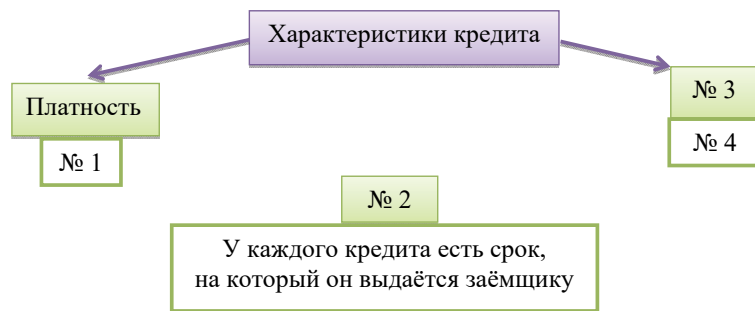 Характеристики кредита
Платность
№ 1
№ 3
№ 4
№ 2
У каждого кредита есть срок,
на который он выдаётся заёмщику